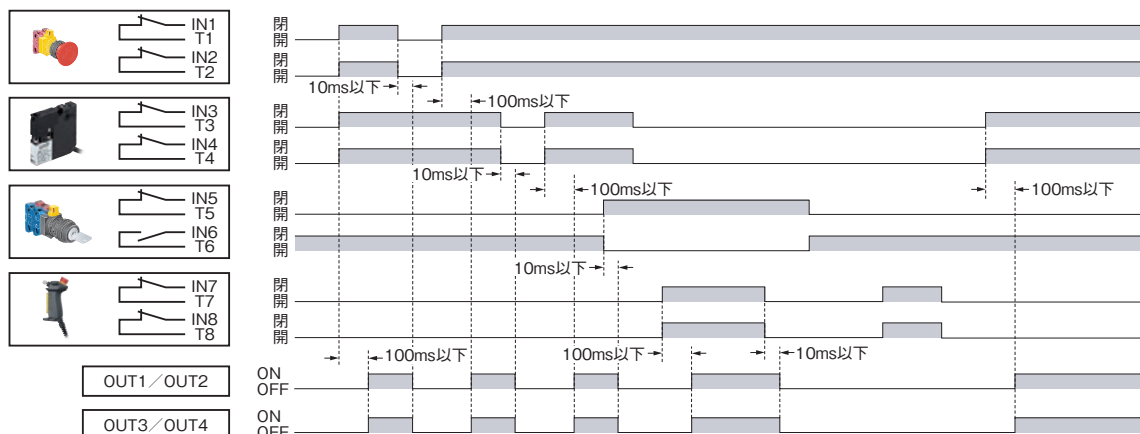 IN1
T1
IN2
T2
閉
開
閉
開
10ms以下
100ms以下
IN3
T3
IN4
T4
閉
開
閉
開
10ms以下
100ms以下
100ms以下
IN5
T5
IN6
T6
閉
開
閉
開
10ms以下
IN7
T7
IN8
T8
閉
開
閉
開
100ms以下
100ms以下
10ms以下
OUT1／OUT2
ON
OFF
OUT3／OUT4
ON
OFF